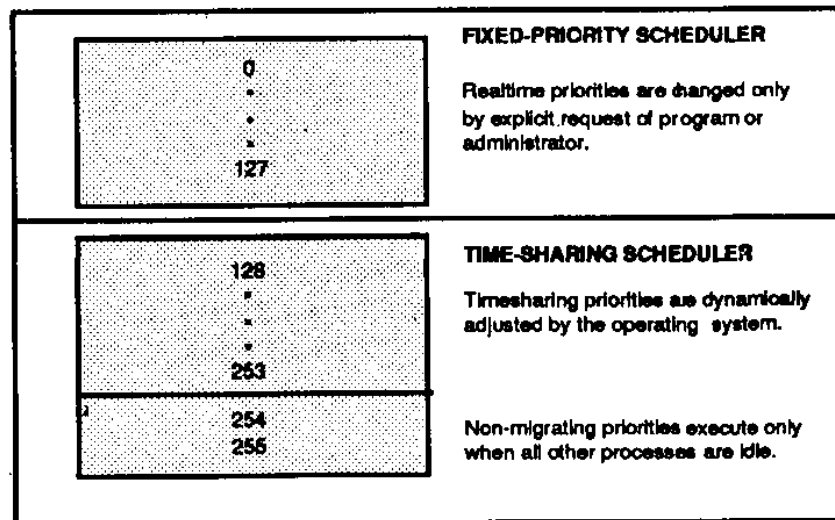 FIXED-PRIORITY SCHEDULER
0
127
Realtime priorities are changed only
by explicit request of program or
administrator.
TIME-SHARING SCHEDULER
128
253
Timesharing priorities are dynamically
adjusted by the operating system.
254
255
Non-migrating priorities execute only
when all other processes are idle.